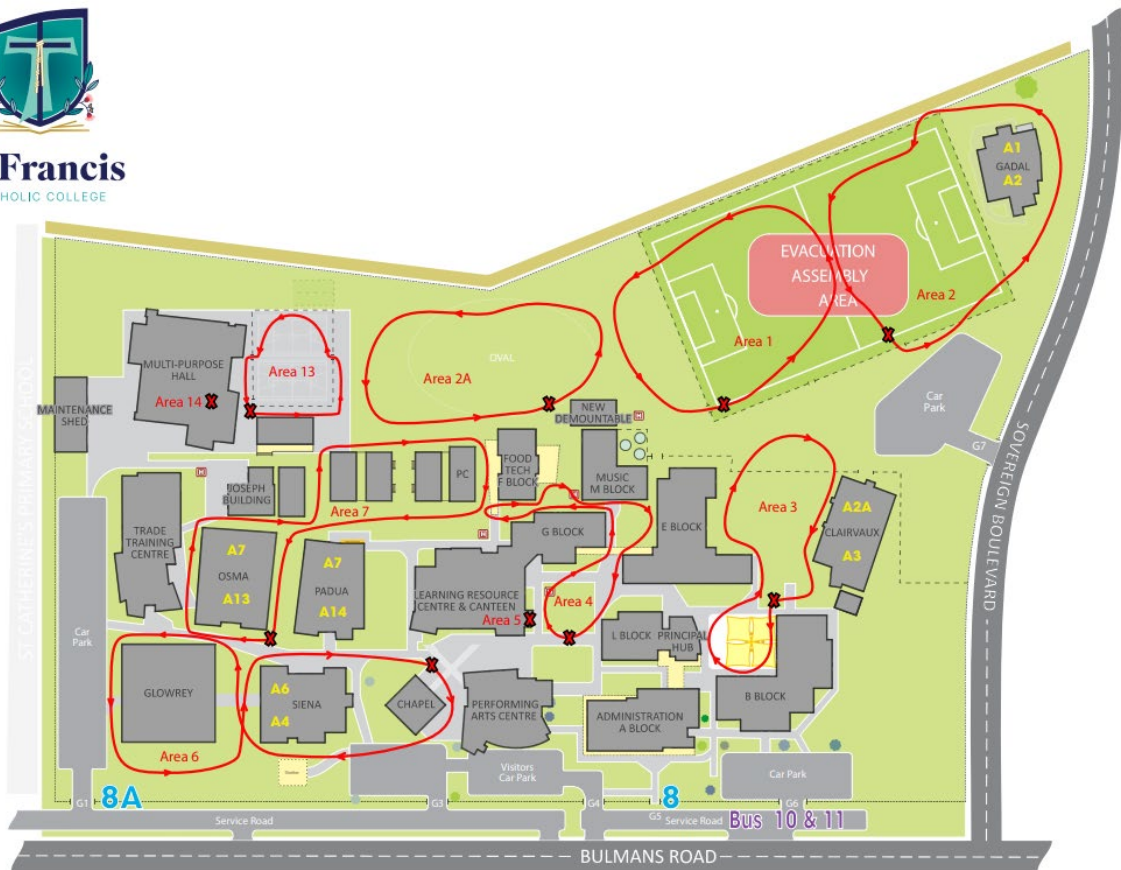 Francis
HOLIC COLLEGE
A1
GADAL
A2
EVACUATION
ASSEMBLY
AREA
Area 2
Area 1
MULTI-PURPOSE
HALL
Area 14
Area 13
Area 2A
OVAL
Car
Park
G7
SOVEREIGN BOULEVARD
ST CATHERINE'S PRIMARY SCHOOL
MAINTENANCE
SHED
NEW
DEMOUNTABLE
JOSEPH
BUILDING
Area 7
PC
FOOD
TECH
F BLOCK
MUSIC
M BLOCK
E BLOCK
Area 3
A2A
CLAIRVAUX
A3
TRADE
TRAINING
CENTRE
A7
OSMA
A13
A7
PADUA
A14
G BLOCK
LEARNING RESOURCE
CENTRE & CANTEEN
Area 5
Area 4
L BLOCK
PRINCIPAL
HUB
Car
Park
GLOWREY
Area 6
A6
SIENA
A4
CHAPEL
PERFORMING
ARTS CENTRE
ADMINISTRATION
A BLOCK
B BLOCK
Visitors
Car Park
Car Park
G1
8A
G3
G4
8
G5
G6
Service Road
Service Road
Bus 10 & 11
BULMANS ROAD